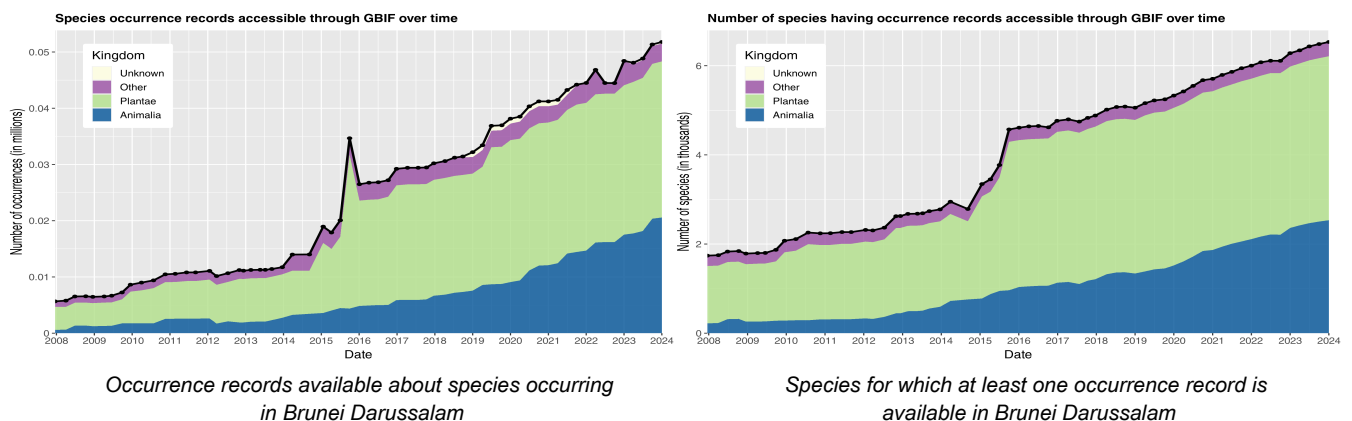 Species occurrence records accessible through GBIF over time
Number of occurrences (in millions)
0.05
0.04
0.03
0.02
0.01
0
Kingdom
Unknown
Other
Plantae
Animalia
2008 2009 2010 2011 2012 2013 2014 2015 2016 2017 2018 2019 2020 2021 2022 2023 2024
Date
Occurrence records available about species occurring
in Brunei Darussalam
Number of species having occurrence records accessible through GBIF over time
Number of species (in thousands)
6
4
2
0
Kingdom
Unknown
Other
Plantae
Animalia
2008 2009 2010 2011 2012 2013 2014 2015 2016 2017 2018 2019 2020 2021 2022 2023 2024
Date
Species for which at least one occurrence record is
available in Brunei Darussalam